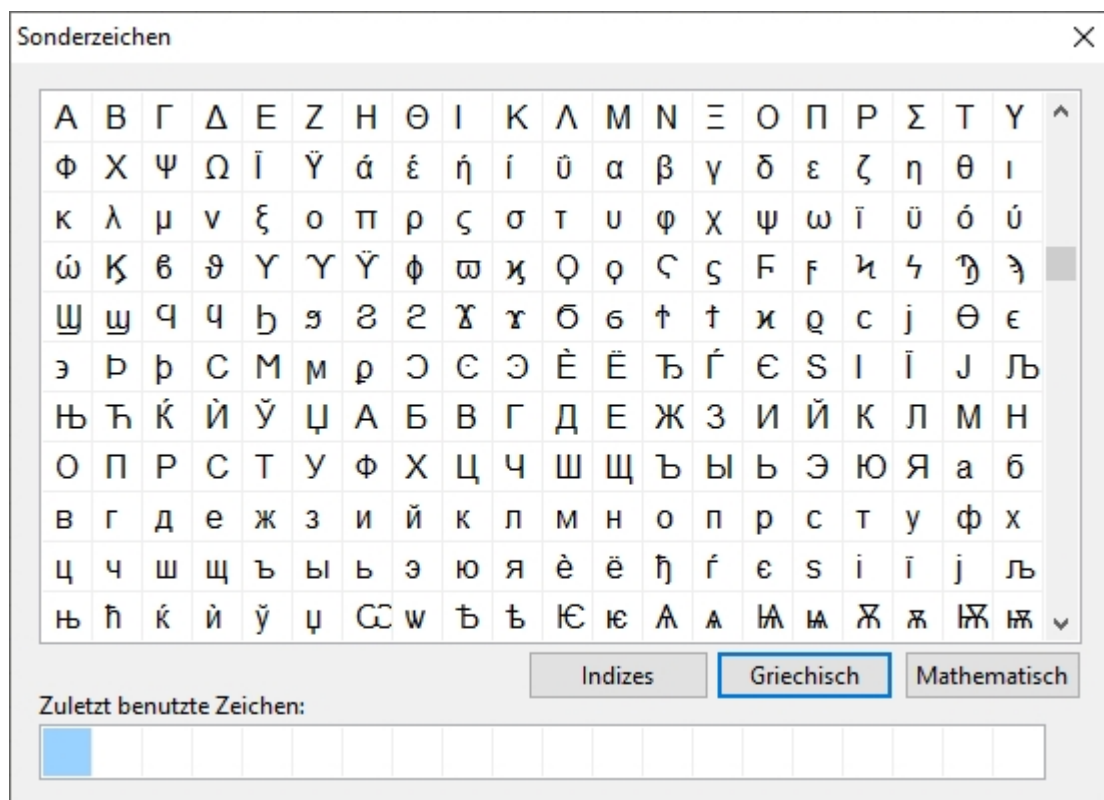 Sonderzeichen
Α Β Γ Δ Ε Ζ Η Θ Ι Κ Λ Μ Ν Ξ Ο Π Ρ Σ Τ Υ
Φ Χ Ψ Ω Ϊ Ϋ ά έ ή ί ΰ α β γ δ ε ζ η θ ι
κ λ μ ν ξ ο π ρ ς σ τ υ φ χ ψ ω ϊ ϋ ό ύ
ώ Ϗ ϐ ϑ ϒ ϓ ϔ ϕ ϖ ϗ Ϙ ϙ Ϛ ϛ Ϝ ϝ Ϟ ϟ Ϡ ϡ
Ϣ ϣ Ϥ ϥ Ϧ ϧ Ϩ ϩ Ϫ ϫ Ϭ ϭ Ϯ ϯ ϰ ϱ ϲ ϳ ϴ ϵ
϶ Ϸ ϸ Ϲ Ϻ ϻ ϼ Ͻ Ͼ Ͽ Ѐ Ё Ђ Ѓ Є Ѕ І Ї Ј Љ
Њ Ћ Ќ Ѝ Ў Џ А Б В Г Д Е Ж З И Й К Л М Н
О П Р С Т У Ф Х Ц Ч Ш Щ Ъ Ы Ь Э Ю Я а б
в г д е ж з и й к л м н о п р с т у ф х
ц ч ш щ ъ ы ь э ю я ѐ ё ђ ѓ є ѕ і ї ј љ
њ ћ ќ ѝ ў џ Ѡ ѡ Ѣ ѣ Ѥ ѥ Ѧ ѧ Ѩ ѩ Ѫ ѫ Ѭ ѭ
Indizes Griechisch Mathematisch
Zuletzt benutzte Zeichen: